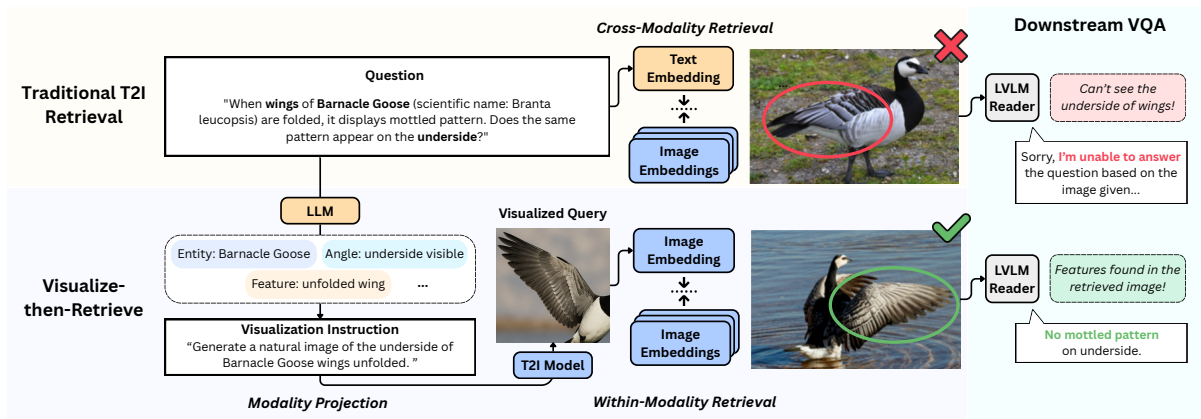 Cross-Modality Retrieval
Downstream VQA
Traditional T2I
Retrieval
Question
"When wings of Barnacle Goose (scientific name: Branta
leucopsis) are folded, it displays mottled pattern. Does the same
pattern appear on the underside?"
Text
Embedding
Image
Embeddings
LVLM
Reader
Can't see the
underside of wings!
Sorry, I'm unable to answer
the question based on the
image given...
LLM
Visualize-
then-Retrieve
Entity: Barnacle Goose
Angle: underside visible
Feature: unfolded wing
...
Visualization Instruction
“Generate a natural image of the underside of
Barnacle Goose wings unfolded. ”
Modality Projection
Visualized Query
T2I Model
Image
Embedding
Image
Embeddings
Within-Modality Retrieval
LVLM
Reader
Features found in the
retrieved image!
No mottled pattern
on underside.